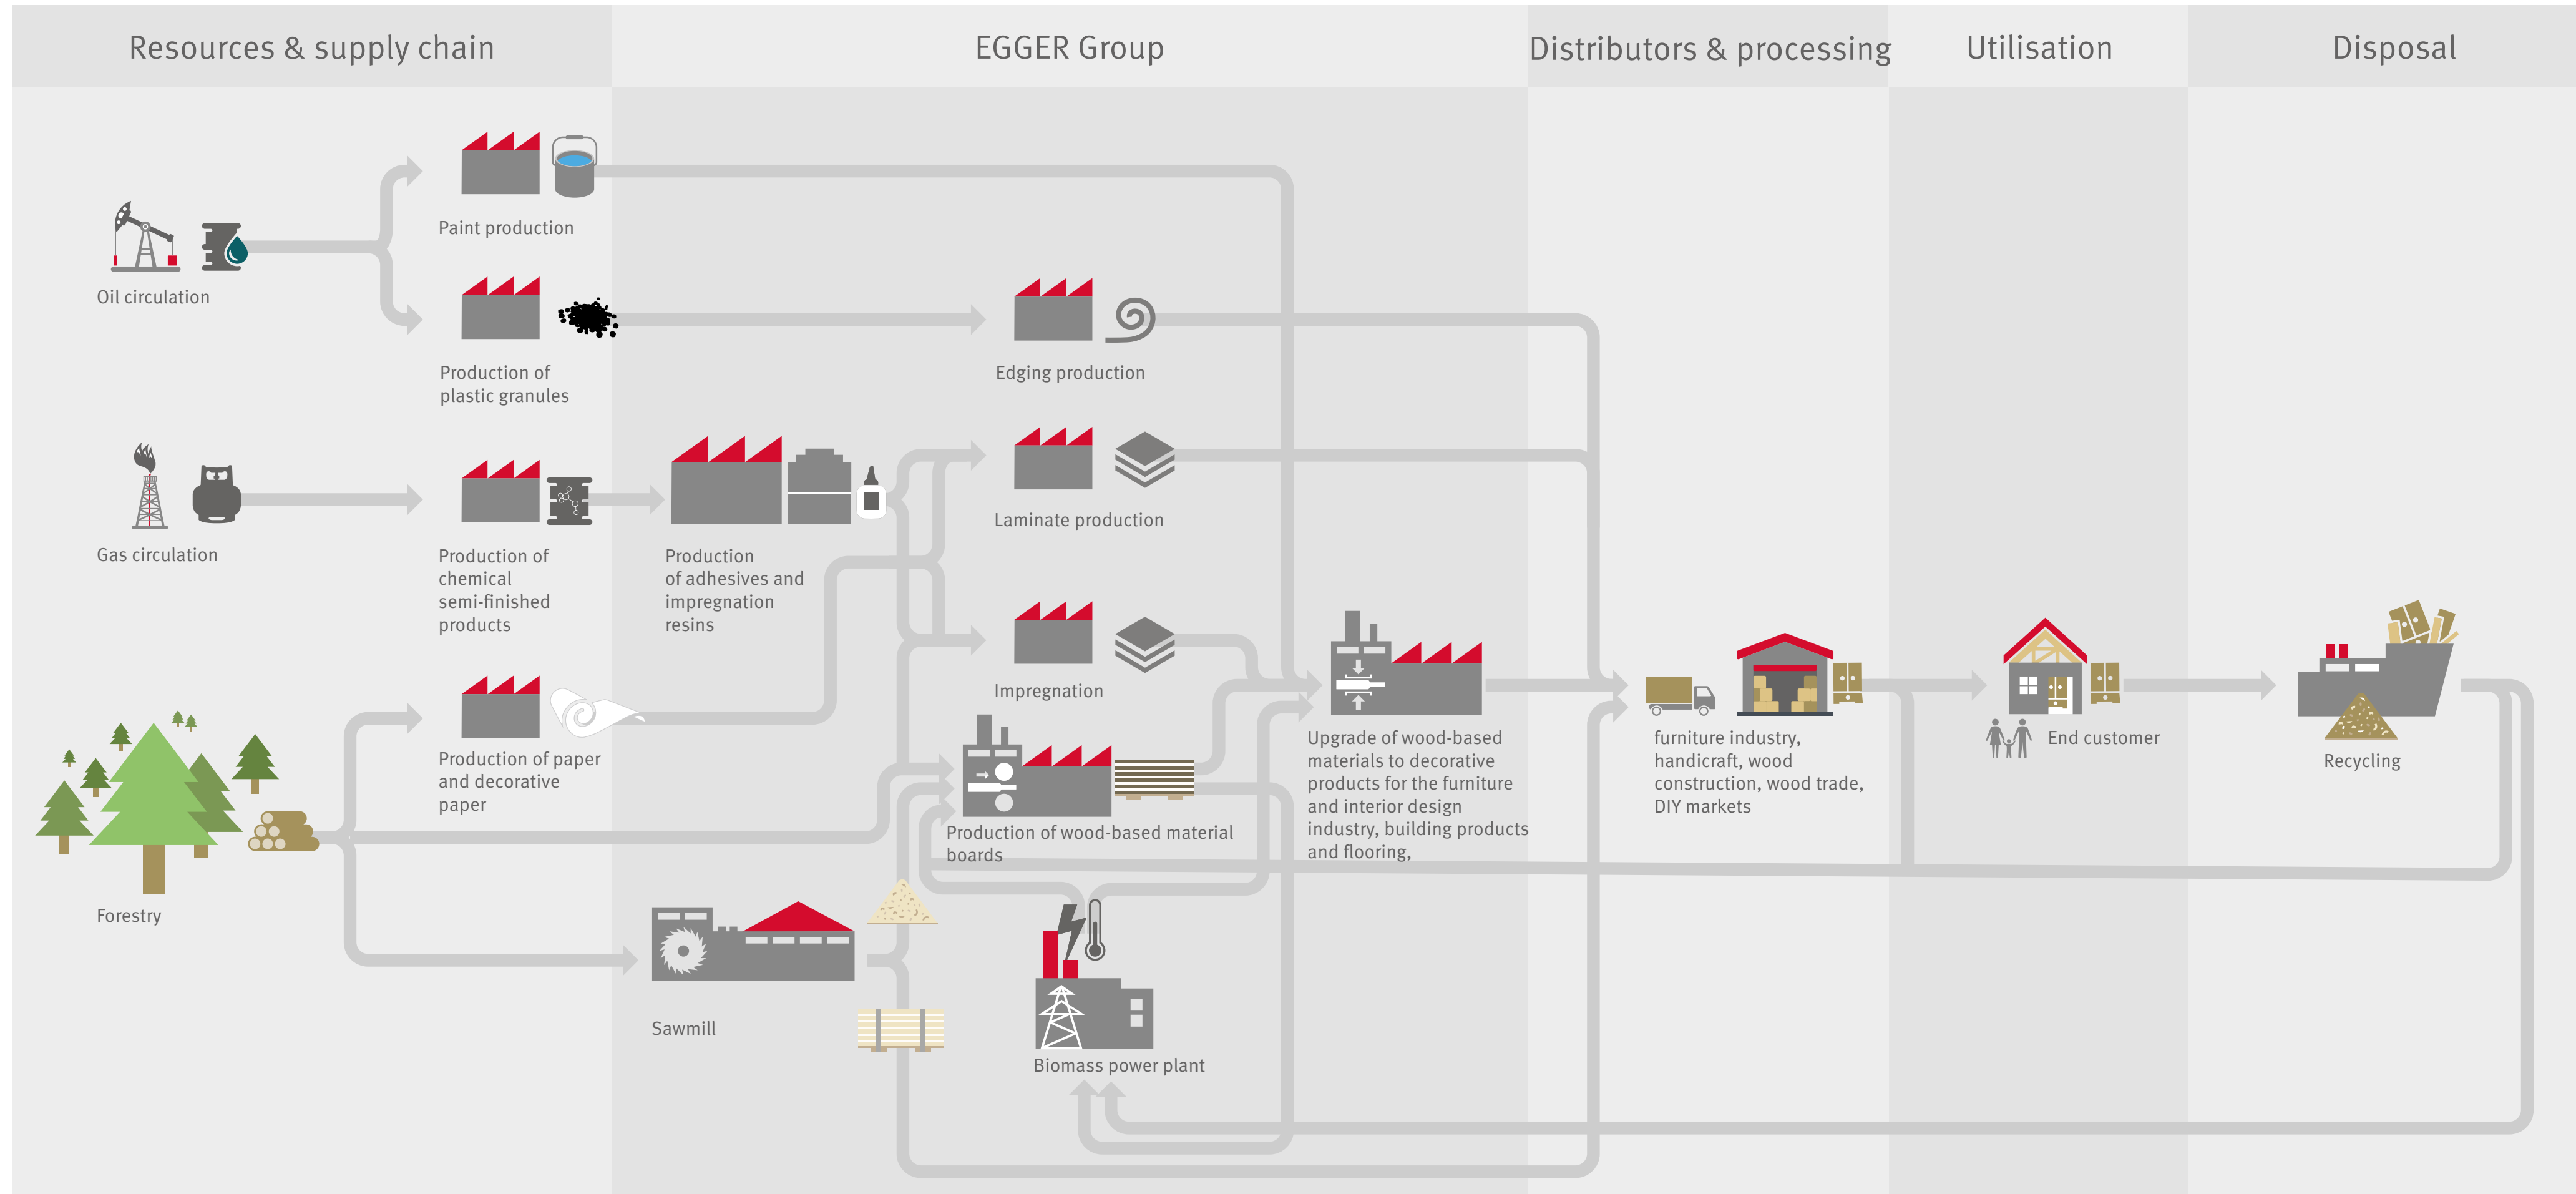 Resources & supply chain
EGGER Group
Distributors & processing
Utilisation
Disposal
Paint production
Oil circulation
Production of
plastic granules
Edging production
Gas circulation
Production of
chemical
semi-finished
products
Production
of adhesives and
impregnation
resins
Laminate production
Impregnation
Forestry
Production of paper
and decorative
paper
Production of wood-based material
boards
Upgrade of wood-based
materials to decorative
products for the furniture
and interior design
industry, building products
and flooring,
furniture industry,
handicraft, wood
construction, wood trade,
DIY markets
End customer
Recycling
Sawmill
Biomass power plant